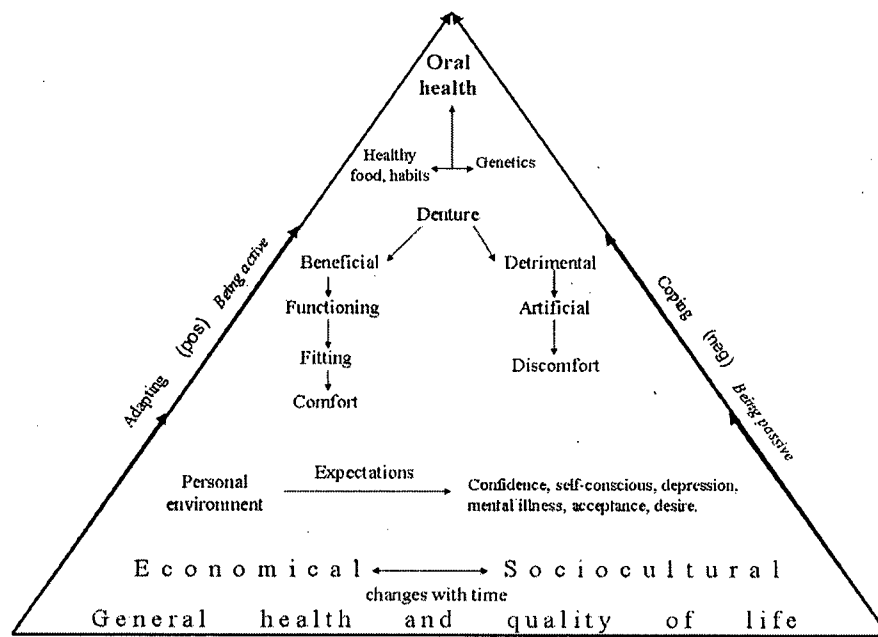 Oral
health
Healthy
food, habits
Genetics
Denture
Beneficial
Detrimental
Functioning
Artificial
Fitting
Discomfort
Comfort
Adapting (pos) Being active
Coping (neg) Being passive
Personal
environment
Expectations
Confidence, self-conscious, depression,
mental illness, acceptance, desire.
Economical
Sociocultural
changes with time
General health and quality of life